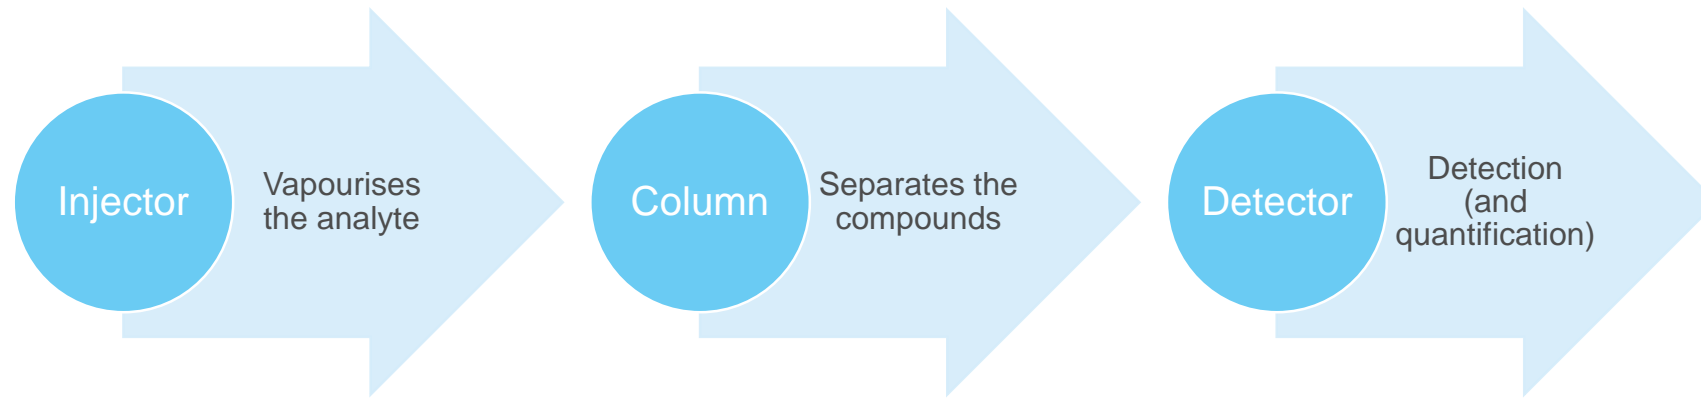 Injector
Vapourises
the analyte
Column
Separates the
compounds
Detector
Detection
(and
quantification)